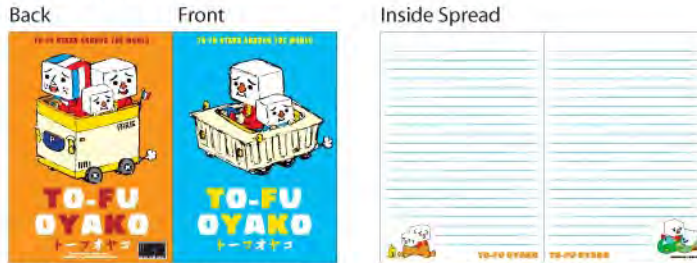 Back
Front
Inside Spread
TO-FU OYAKO AROUND THE WORLD
TO-FU OYAKO AROUND THE WORLD
TO-FU
OYAKO
トーフオヤコ
TO-FU
OYAKO
トーフオヤコ
TO-FU OYAKO
TO-FU OYAKO